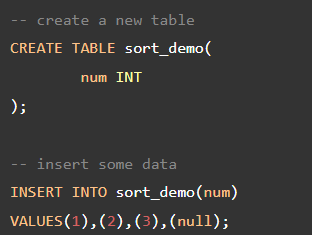 -- create a new table
CREATE TABLE sort_demo(
        num INT
);

-- insert some data
INSERT INTO sort_demo(num)
VALUES(1),(2),(3),(null);